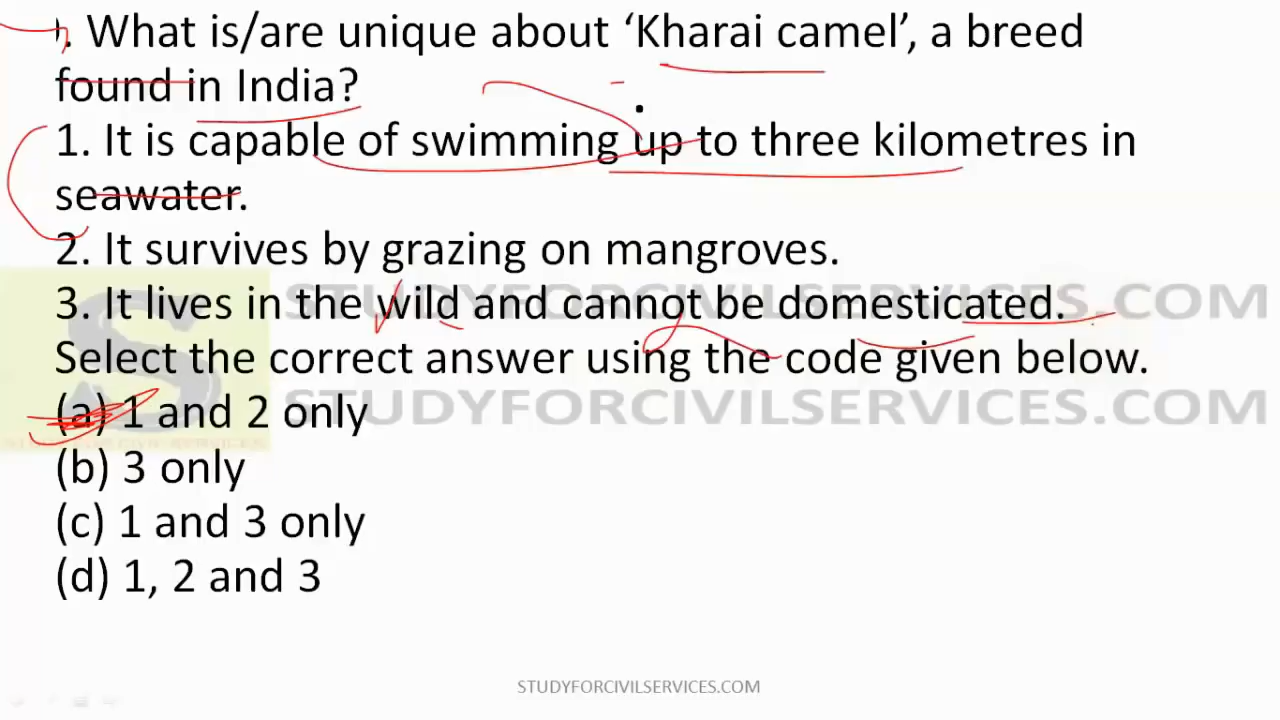 . What is/are unique about ‘Kharai camel’, a breed
found in India?
1. It is capable of swimming up to three kilometres in
seawater.
2. It survives by grazing on mangroves.
3. It lives in the wild and cannot be domesticated.
STUDYFORCIVILSERVICES.COM
Select the correct answer using the code given below.
(a) 1 and 2 only
STUDYFORCIVILSERVICES.COM
(b) 3 only
(c) 1 and 3 only
(d) 1, 2 and 3
STUDYFORCIVILSERVICES.COM